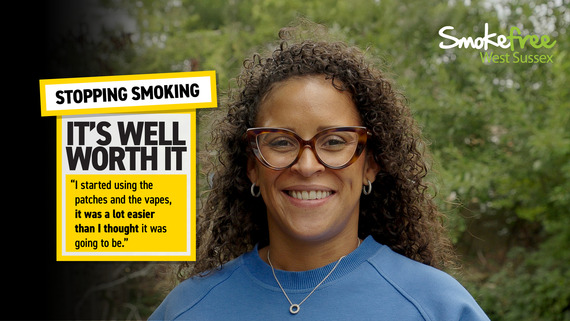 Smokefree
West Sussex
STOPPING SMOKING
IT'S WELL
WORTH IT
"I started using the
patches and the vapes,
it was a lot easier
than I thought it was
going to be."